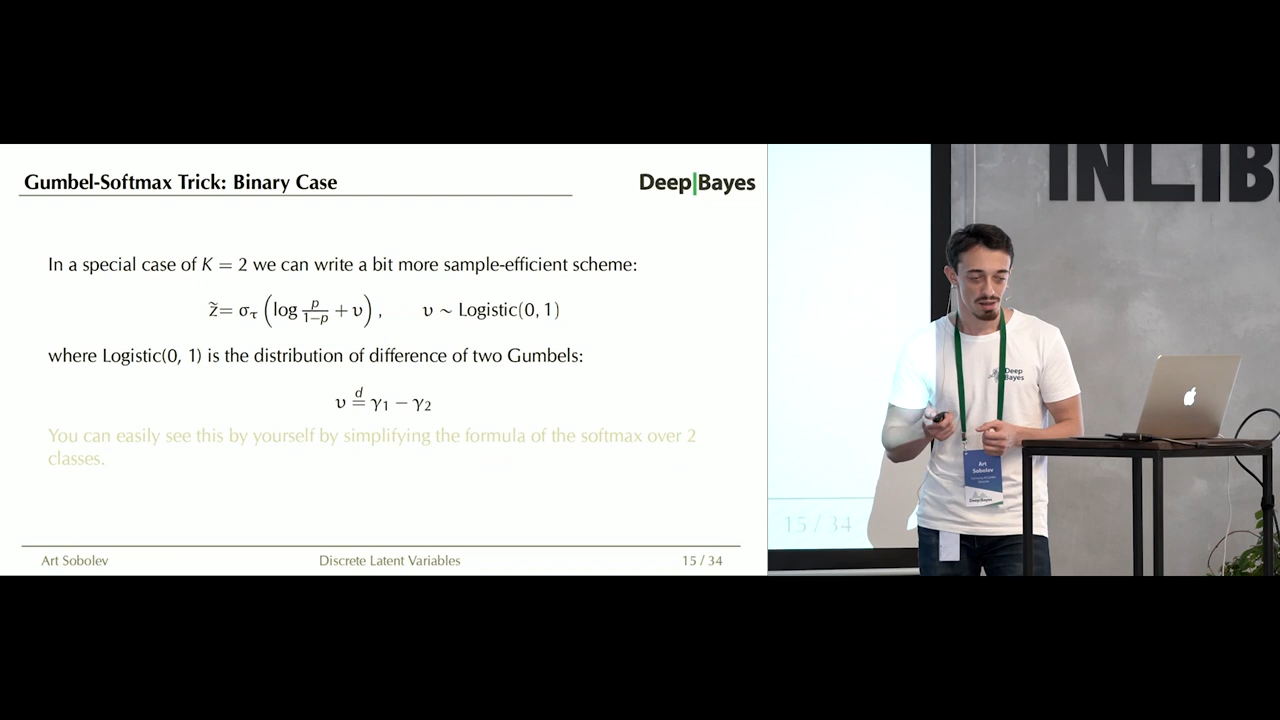 Gumbel-Softmax Trick: Binary Case
Deep|Bayes
In a special case of K = 2 we can write a bit more sample-efficient scheme:
z̃= σ_τ (log p/(1−p) + υ), υ ∼ Logistic(0, 1)
where Logistic(0, 1) is the distribution of difference of two Gumbels:
υ =^d γ₁ − γ₂
You can easily see this by yourself by simplifying the formula of the softmax over 2
classes.
Art Sobolev Discrete Latent Variables 15 / 34
INLIB
Deep
Bayes
Art
Sobolev
Deep|Bayes
15 / 34